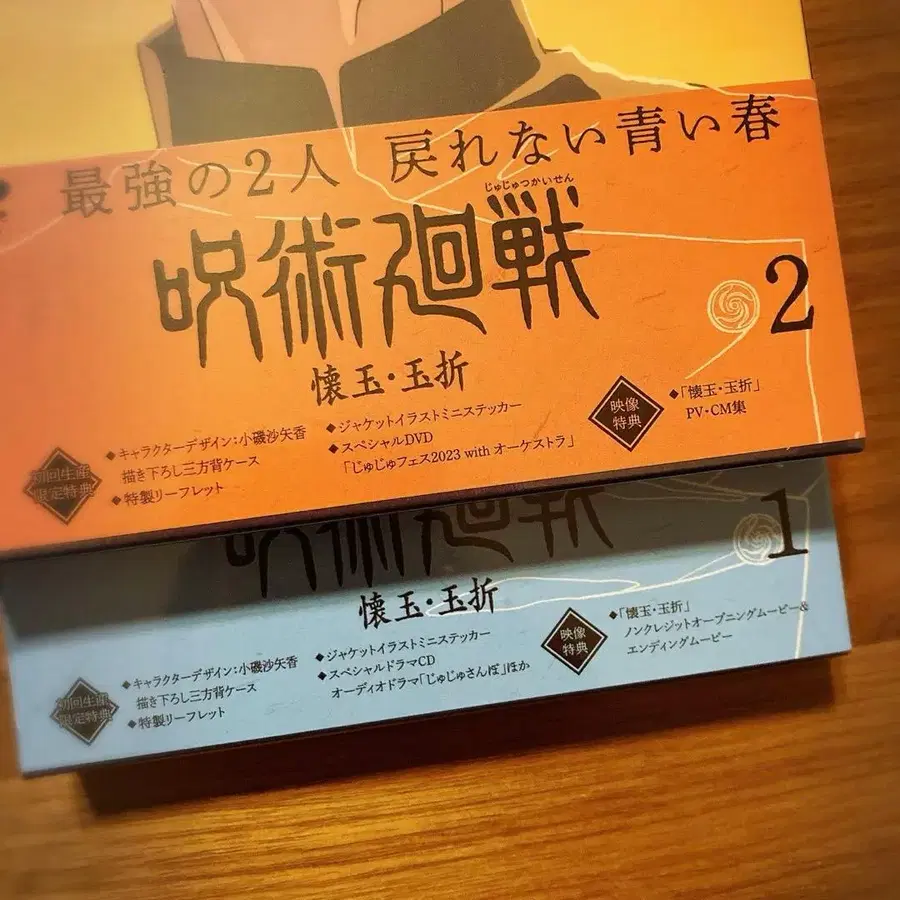 最強の2人 戻れない青い春
じゅじゅつかいせん
呪術廻戦
2
懐玉・玉折
初回生産
限定特典
◆キャラクターデザイン:小磯沙矢香
描き下ろし三方背ケース
◆特製リーフレット
◆ジャケットイラストミニステッカー
◆スペシャルDVD
「じゅじゅフェス2023 with オーケストラ」
映像
特典
◆「懐玉・玉折」
PV・CM集
呪術廻戦
1
懐玉・玉折
初回生産
限定特典
◆キャラクターデザイン:小磯沙矢香
描き下ろし三方背ケース
◆特製リーフレット
◆ジャケットイラストミニステッカー
◆スペシャルドラマCD
オーディオドラマ「じゅじゅさんぽ」ほか
映像
特典
◆「懐玉・玉折」
ノンクレジットオープニングムービー&
エンディングムービー